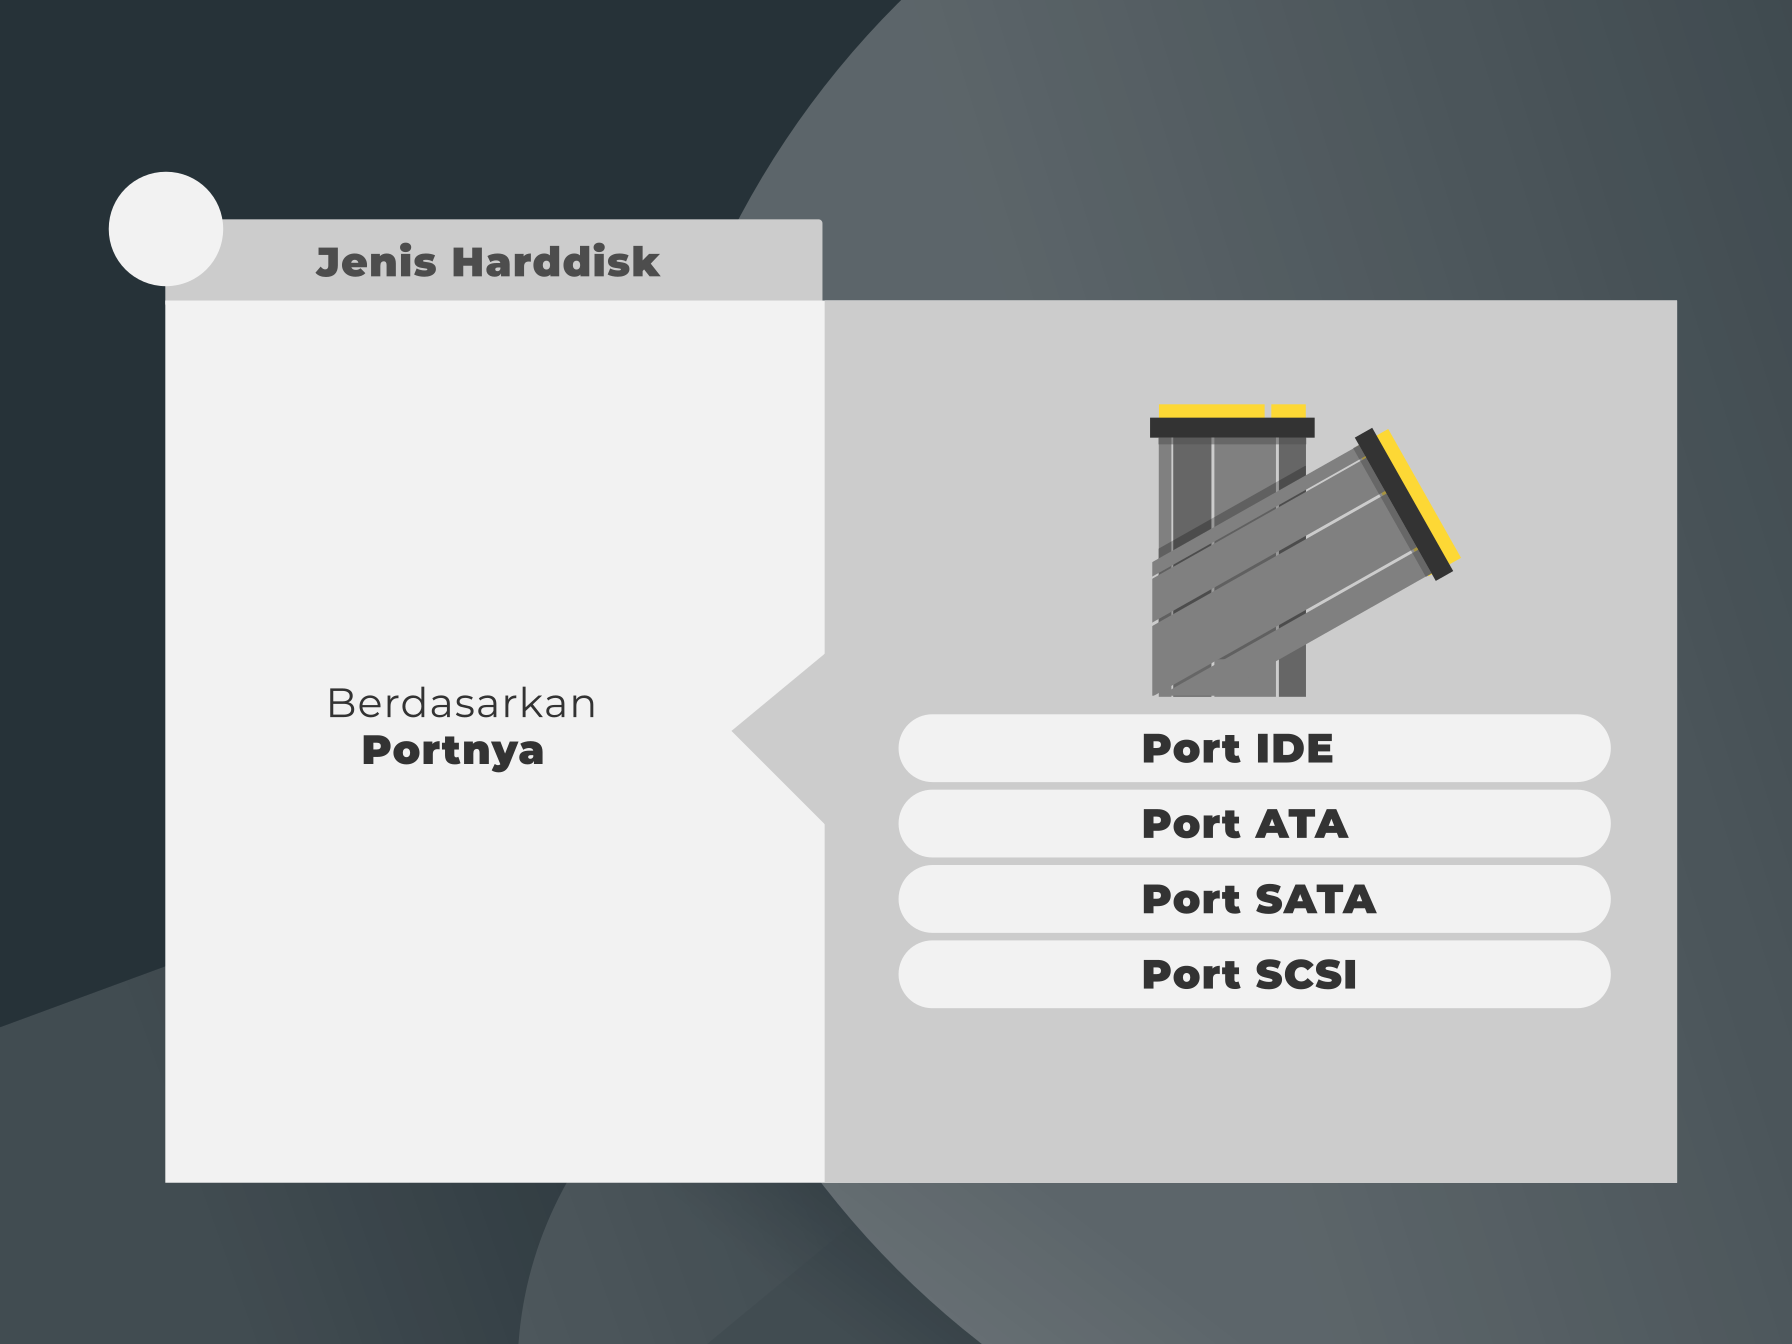 Jenis Harddisk
Berdasarkan
Portnya
Port IDE
Port ATA
Port SATA
Port SCSI